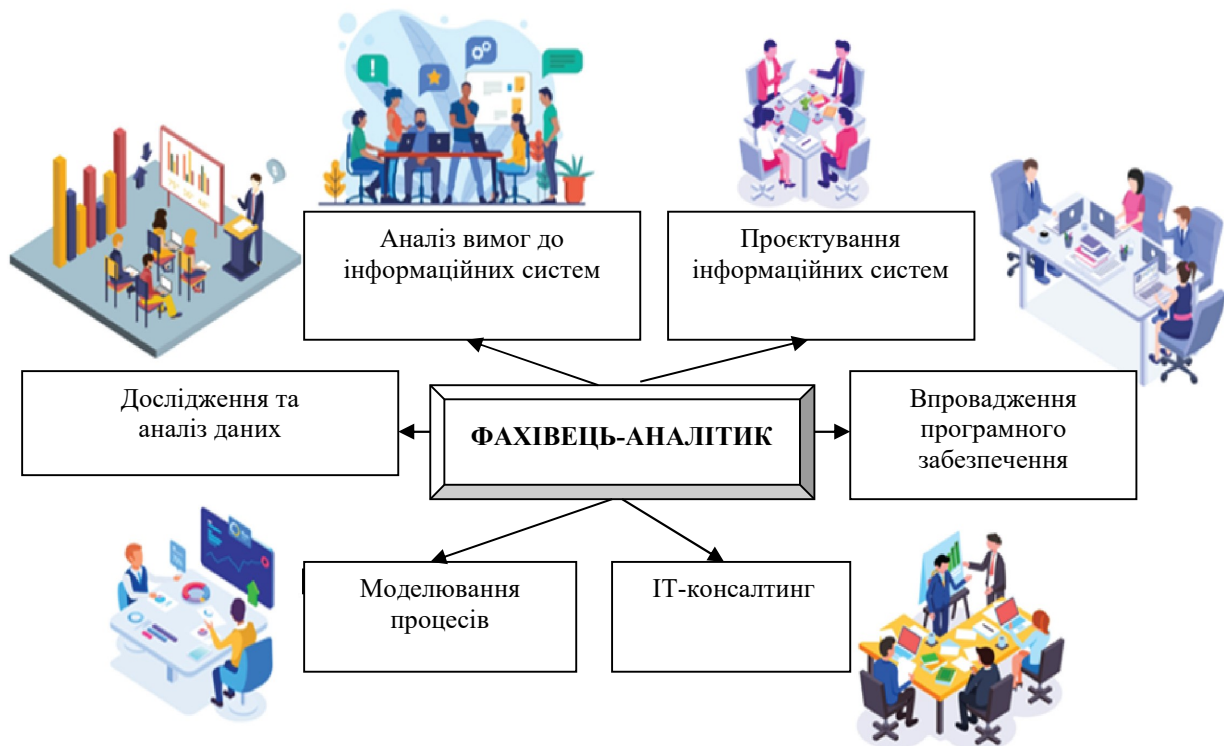 Аналіз вимог до
інформаційних систем
Проєктування
інформаційних систем
Дослідження та
аналіз даних
ФАХІВЕЦЬ-АНАЛІТИК
Впровадження
програмного
забезпечення
Моделювання
процесів
ІТ-консалтинг